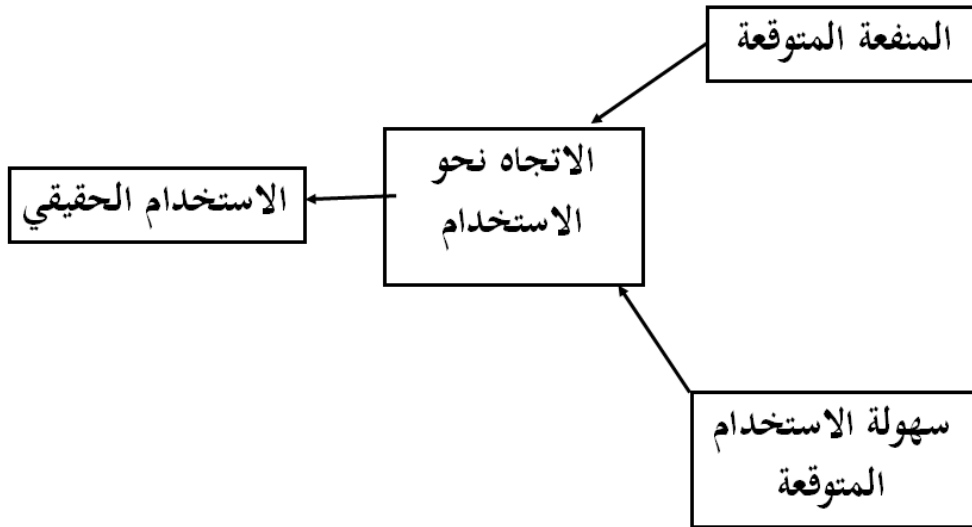 المنفعة المتوقعة
الاتجاه نحو
الاستخدام
الاستخدام الحقيقي
سهولة الاستخدام
المتوقعة